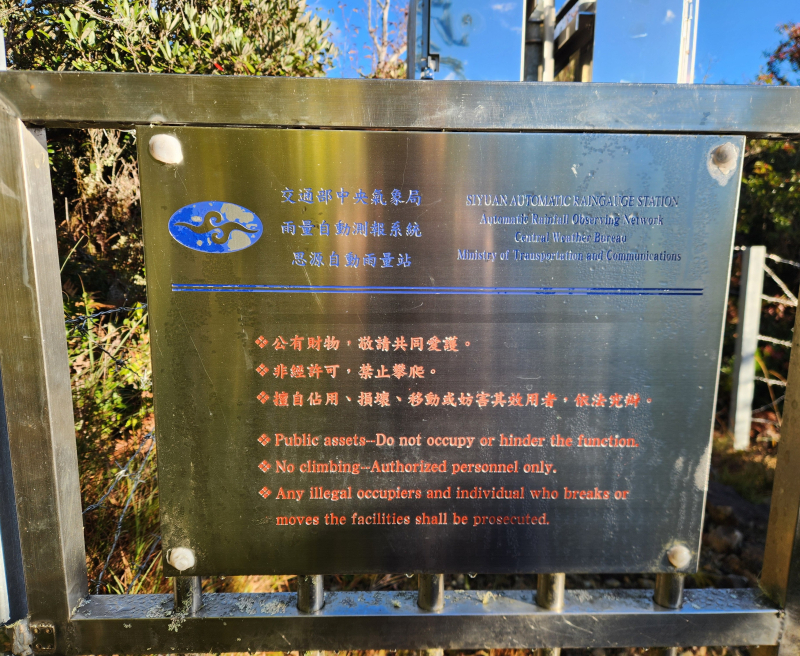 交通部中央氣象局
雨量自動測報系統
思源自動雨量站
SIYUAN AUTOMATIC RAINGAUGE STATION
Automatic Rainfall Observing Network
Central Weather Bureau
Ministry of Transportation and Communications
❖公有財物，敬請共同愛護。
❖非經許可，禁止攀爬。
❖擅自佔用、損壞、移動或妨害其效用者，依法究辦。
❖Public assets--Do not occupy or hinder the function.
❖No climbing--Authorized personnel only.
❖Any illegal occupiers and individual who breaks or
moves the facilities shall be prosecuted.